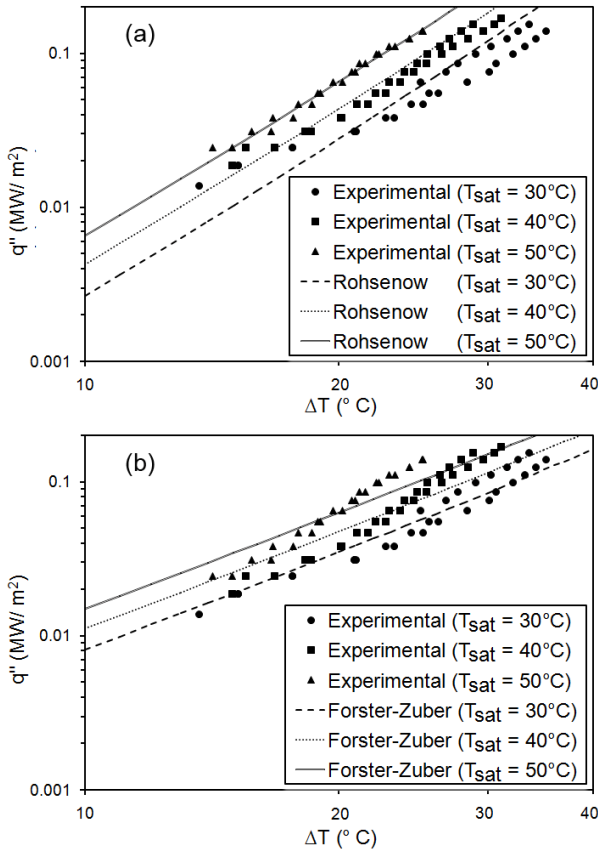 (a)
0.1
0.01
0.001
q" (MW/ m²)
Experimental (Tsat = 30°C)
Experimental (Tsat = 40°C)
Experimental (Tsat = 50°C)
Rohsenow (Tsat = 30°C)
Rohsenow (Tsat = 40°C)
Rohsenow (Tsat = 50°C)
10 20 30 40
ΔT (° C)
(b)
0.1
0.01
0.001
q" (MW/ m²)
Experimental (Tsat = 30°C)
Experimental (Tsat = 40°C)
Experimental (Tsat = 50°C)
Forster-Zuber (Tsat = 30°C)
Forster-Zuber (Tsat = 40°C)
Forster-Zuber (Tsat = 50°C)
10 20 30 40
ΔT (° C)